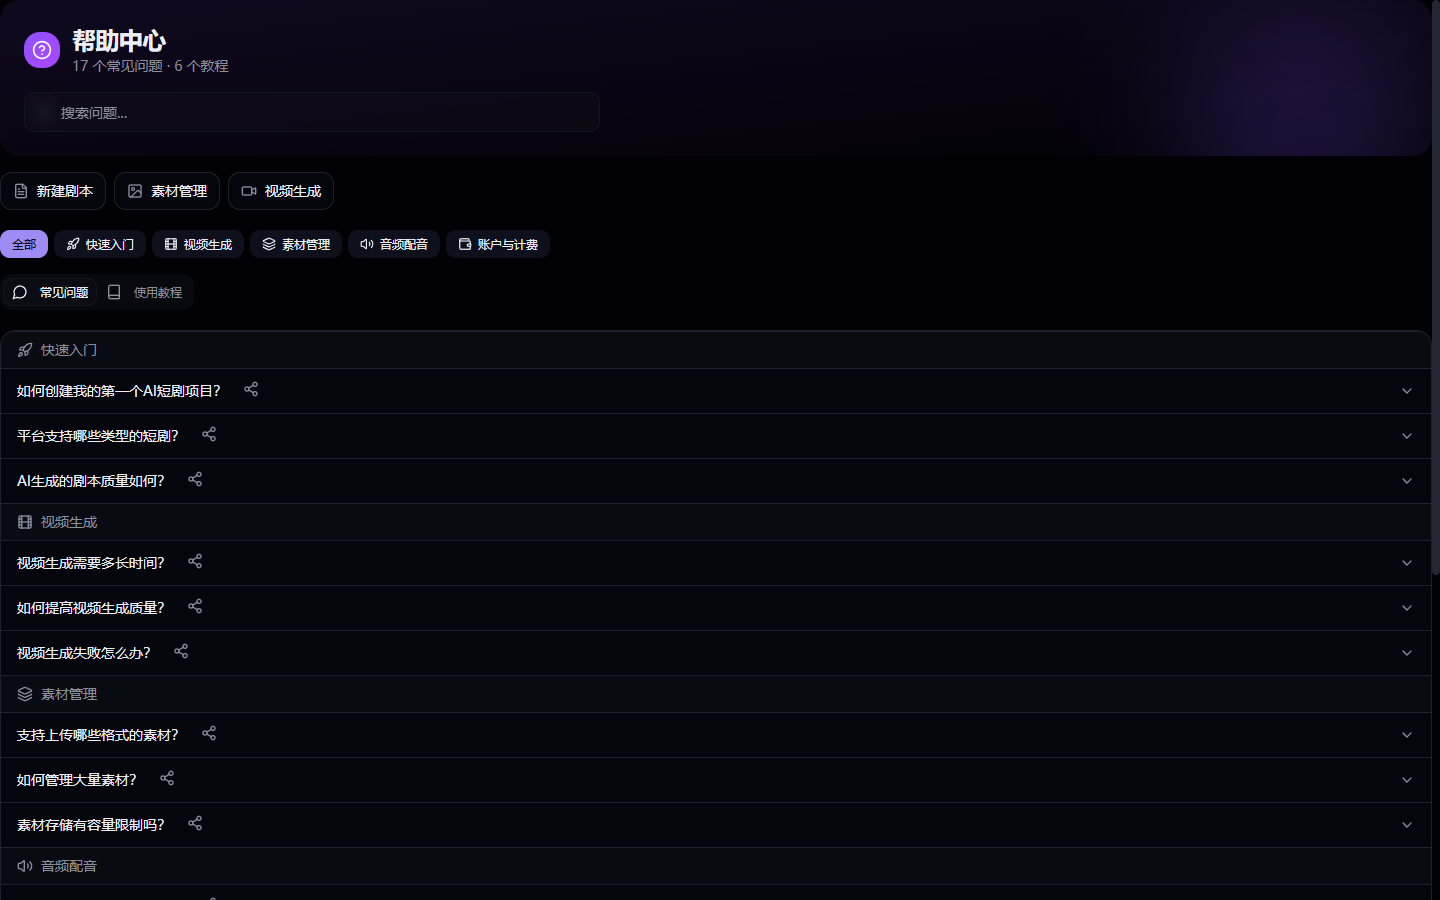 帮助中心
17 个常见问题 · 6 个教程
搜索问题...
新建剧本 素材管理 视频生成
全部 快速入门 视频生成 素材管理 音频配音 账户与计费
常见问题 使用教程
快速入门
如何创建我的第一个AI短剧项目?
平台支持哪些类型的短剧?
AI生成的剧本质量如何?
视频生成
视频生成需要多长时间?
如何提高视频生成质量?
视频生成失败怎么办?
素材管理
支持上传哪些格式的素材?
如何管理大量素材?
素材存储有容量限制吗?
音频配音